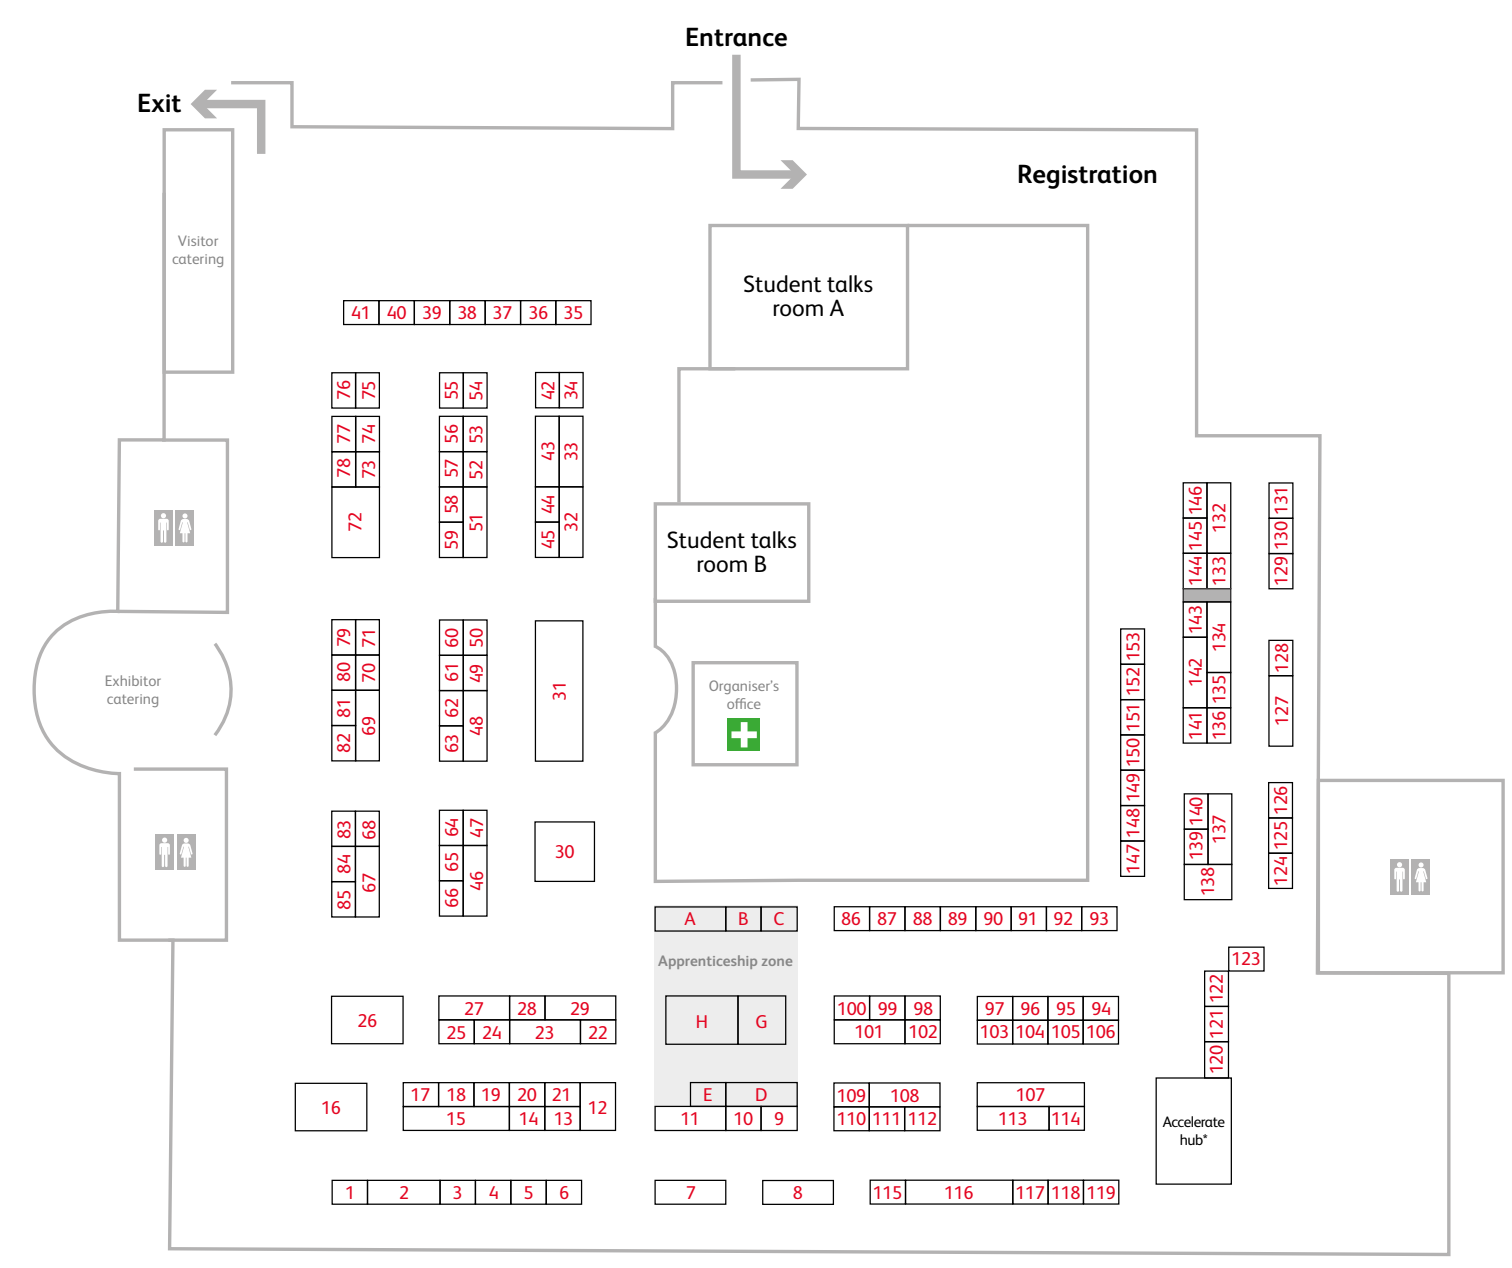 Entrance
Exit
Registration
Visitor
catering
Student talks
room A
41 40 39 38 37 36 35
76 75 55 54 42 34
77 74 56 53 43 33
78 73 57 52
72 58 51 44 32
59 45
Student talks
room B
146 132 131
145 130
144 133 129
79 71 60 50 31
80 70 61 49
81 69 62 48
82 63
Exhibitor
catering
Organiser's
office
153
152
151
150
149
148
147
143 134
142 135
141 136
128
127
83 68 64 47 30
84 67 65 46
85 66
140 137
139
138
126
125
124
A B C
86 87 88 89 90 91 92 93
Apprenticeship zone
123
122
121
120
26
27 28 29
25 24 23 22
H G
100 99 98
101 102
97 96 95 94
103 104 105 106
16
17 18 19 20 21 12
15 14 13
E D
11 10 9
109 108
110 111 112
107
113 114
Accelerate
hub*
1 2 3 4 5 6
7
8
115 116 117 118 119